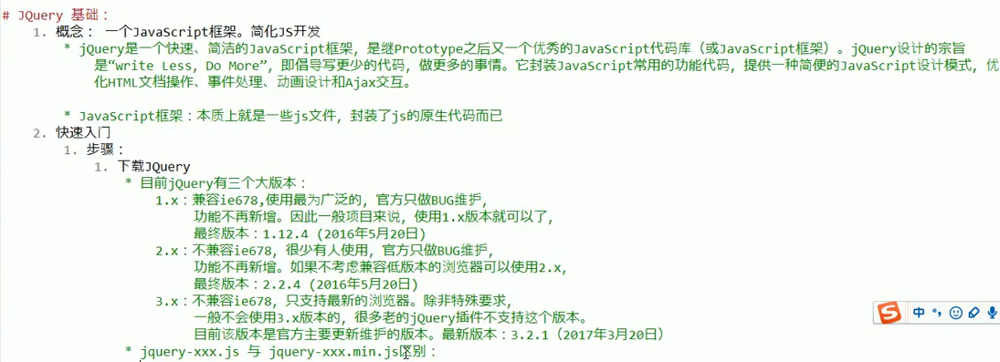 # JQuery 基础：
1. 概念： 一个JavaScript框架。简化JS开发
* jQuery是一个快速、简洁的JavaScript框架，是继Prototype之后又一个优秀的JavaScript代码库（或JavaScript框架）。jQuery设计的宗旨
是“write Less，Do More”，即倡导写更少的代码，做更多的事情。它封装JavaScript常用的功能代码，提供一种简便的JavaScript设计模式，优
化HTML文档操作、事件处理、动画设计和Ajax交互。
* JavaScript框架：本质上就是一些js文件，封装了js的原生代码而已
2. 快速入门
1. 步骤：
1. 下载JQuery
* 目前jQuery有三个大版本：
1.x：兼容ie678,使用最为广泛的，官方只做BUG维护，
功能不再新增。因此一般项目来说，使用1.x版本就可以了，
最终版本：1.12.4 (2016年5月20日)
2.x：不兼容ie678，很少有人使用，官方只做BUG维护，
功能不再新增。如果不考虑兼容低版本的浏览器可以使用2.x，
最终版本：2.2.4 (2016年5月20日)
3.x：不兼容ie678，只支持最新的浏览器。除非特殊要求，
一般不会使用3.x版本的，很多老的jQuery插件不支持这个版本。
目前该版本是官方主要更新维护的版本。最新版本：3.2.1（2017年3月20日）
* jquery-xxx.js 与 jquery-xxx.min.js区别：
中